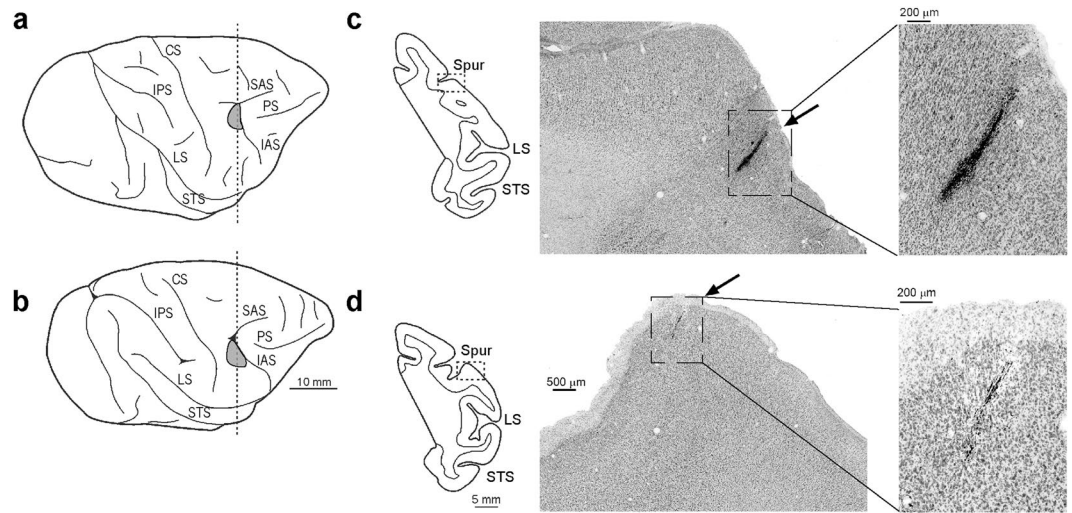 a
CS
SAS
IPS
PS
IAS
LS
STS
b
CS
SAS
IPS
PS
IAS
LS
10 mm
STS
c
Spur
LS
STS
200 µm
d
Spur
LS
STS
5 mm
500 µm
200 µm